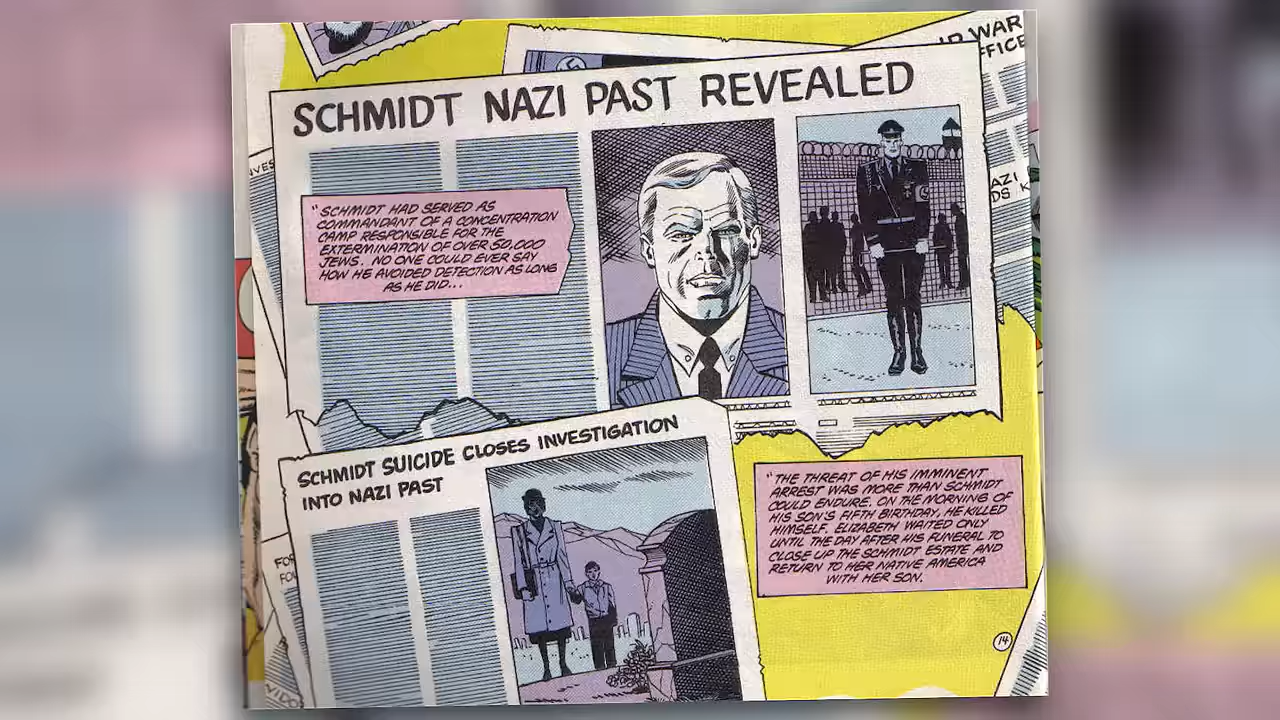 WAR
FFICE
SCHMIDT NAZI PAST REVEALED
"SCHMIDT HAD SERVED AS
COMMANDANT OF A CONCENTRATION
CAMP RESPONSIBLE FOR THE
EXTERMINATION OF OVER 50,000
JEWS. NO ONE COULD EVER SAY
HOW HE AVOIDED DETECTION AS LONG
AS HE DID...
AZI
DS K
SCHMIDT SUICIDE CLOSES INVESTIGATION
INTO NAZI PAST
"THE THREAT OF HIS IMMINENT
ARREST WAS MORE THAN SCHMIDT
COULD ENDURE. ON THE MORNING OF
HIS SON'S FIFTH BIRTHDAY, HE KILLED
HIMSELF. ELIZABETH WAITED ONLY
UNTIL THE DAY AFTER HIS FUNERAL TO
CLOSE UP THE SCHMIDT ESTATE AND
RETURN TO HER NATIVE AMERICA
WITH HER SON.
14